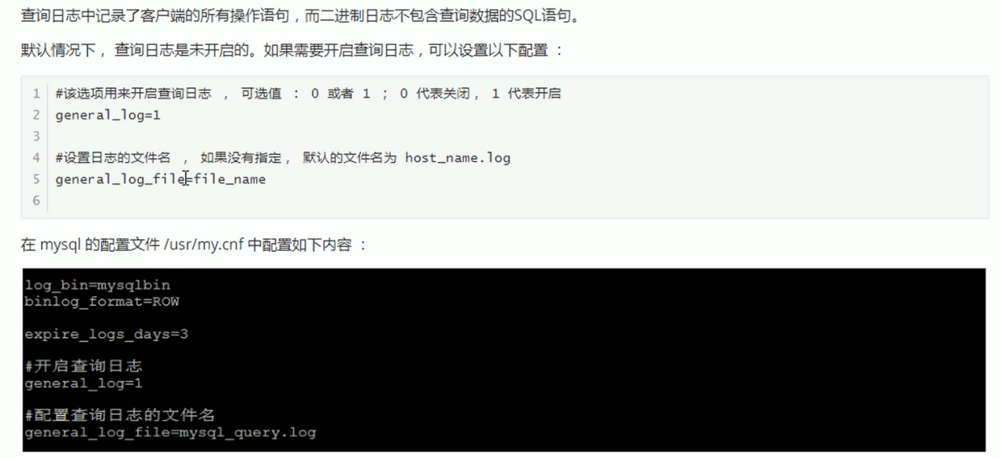 查询日志中记录了客户端的所有操作语句，而二进制日志不包含查询数据的SQL语句。
默认情况下， 查询日志是未开启的。如果需要开启查询日志，可以设置以下配置 ：
1 #该选项用来开启查询日志 ， 可选值 ： 0 或者 1 ； 0 代表关闭， 1 代表开启
2 general_log=1
3
4 #设置日志的文件名 ， 如果没有指定， 默认的文件名为 host_name.log
5 general_log_file=file_name
6
在 mysql 的配置文件 /usr/my.cnf 中配置如下内容 ：
log_bin=mysqlbin
binlog_format=ROW
expire_logs_days=3
#开启查询日志
general_log=1
#配置查询日志的文件名
general_log_file=mysql_query.log